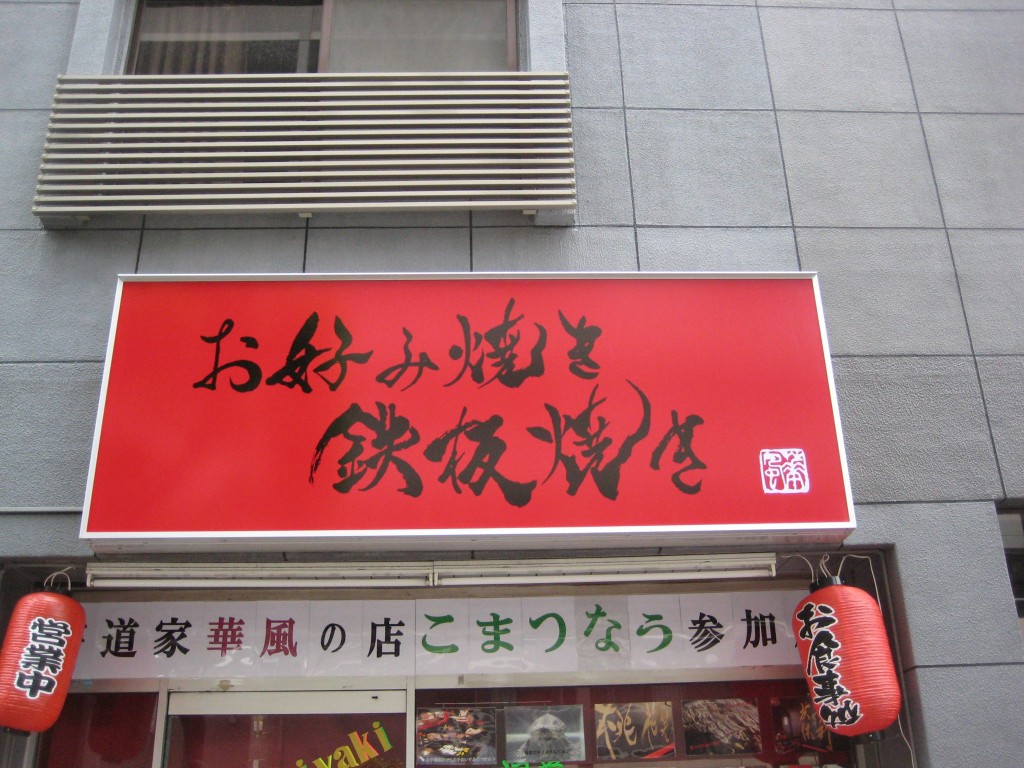 お好み焼き
鉄板焼き
道家華風の店こまつなう参加
営業中
お食事処
iyaki